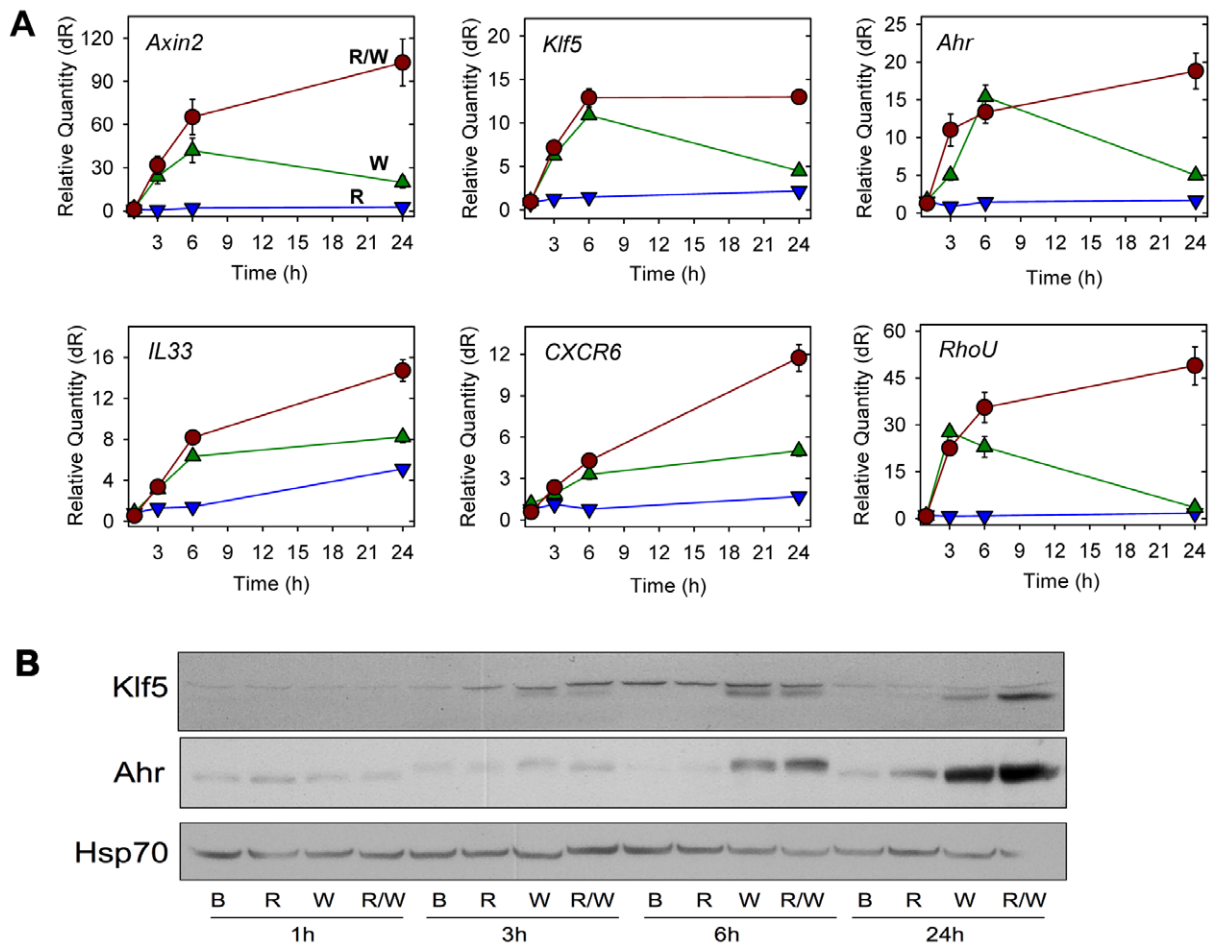 A
Axin2
R/W
W
R
Relative Quantity (dR)
120
90
60
30
0
3 6 9 12 15 18 21 24
Time (h)
Klf5
Relative Quantity (dR)
20
15
10
5
0
3 6 9 12 15 18 21 24
Time (h)
Ahr
Relative Quantity (dR)
25
20
15
10
5
0
3 6 9 12 15 18 21 24
Time (h)
IL33
Relative Quantity (dR)
16
12
8
4
0
3 6 9 12 15 18 21 24
Time (h)
CXCR6
Relative Quantity (dR)
12
9
6
3
0
3 6 9 12 15 18 21 24
Time (h)
RhoU
Relative Quantity (dR)
60
45
30
15
0
3 6 9 12 15 18 21 24
Time (h)
B
Klf5
Ahr
Hsp70
B R W R/W B R W R/W B R W R/W B R W R/W
1h 3h 6h 24h